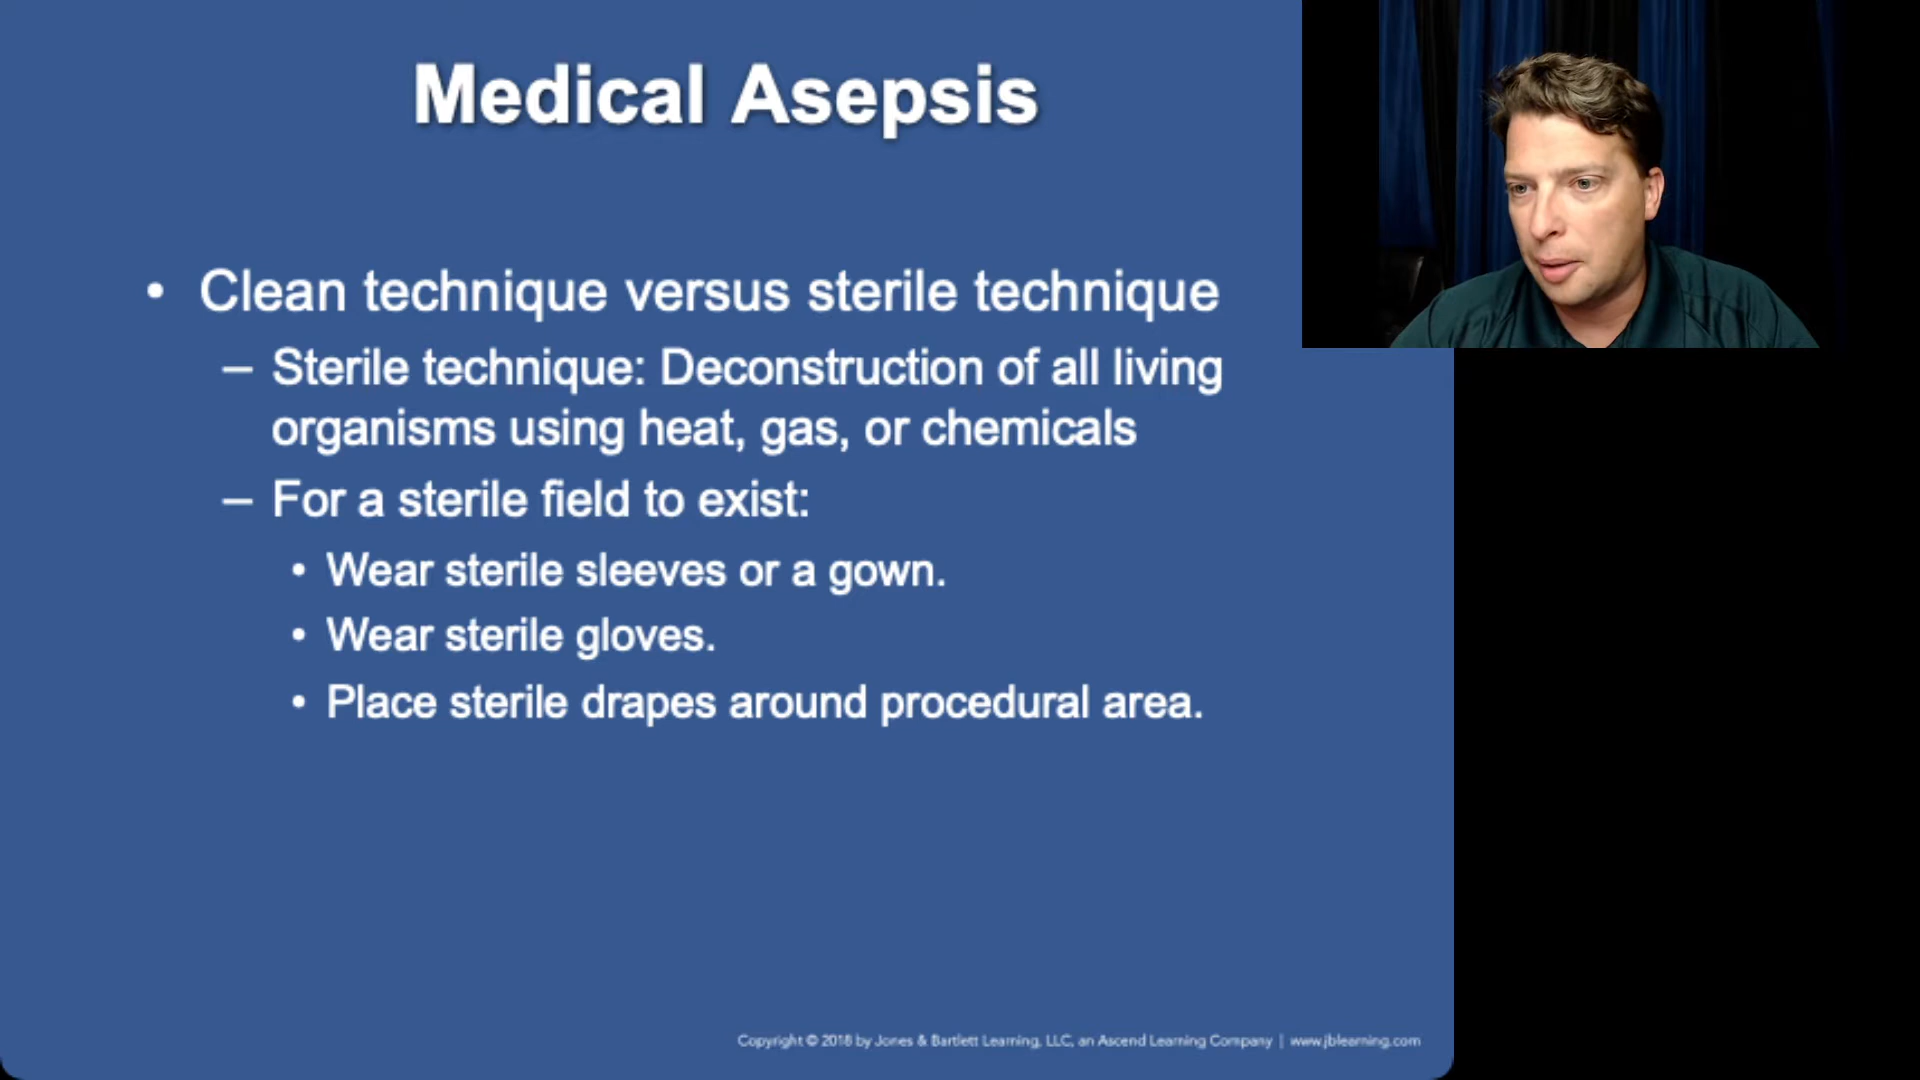 Medical Asepsis
• Clean technique versus sterile technique
– Sterile technique: Deconstruction of all living
organisms using heat, gas, or chemicals
– For a sterile field to exist:
• Wear sterile sleeves or a gown.
• Wear sterile gloves.
• Place sterile drapes around procedural area.
Copyright © 2018 by Jones & Bartlett Learning, LLC, an Ascend Learning Company | www.jblearning.com